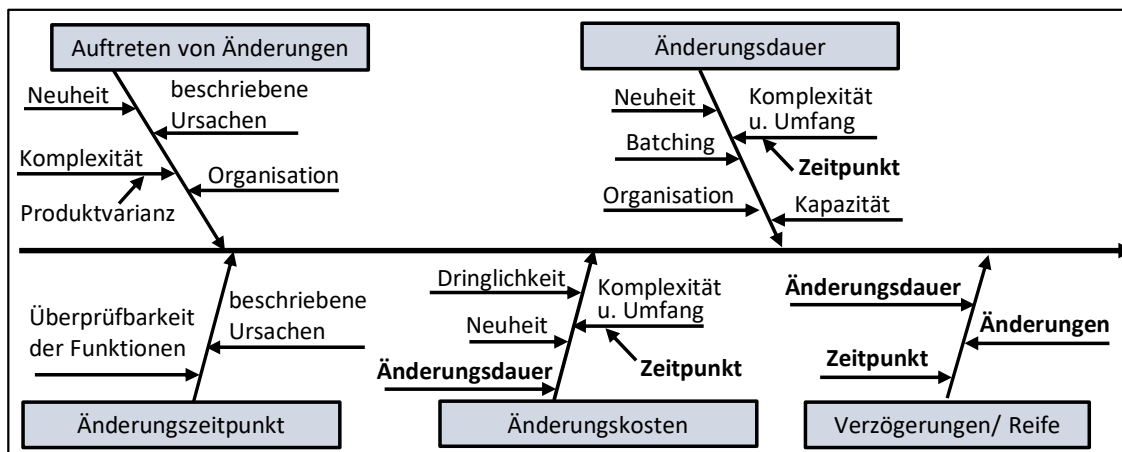 Auftreten von Änderungen
Neuheit
beschriebene
Ursachen
Komplexität
Organisation
Produktvarianz
Änderungsdauer
Neuheit
Komplexität
u. Umfang
Batching
Zeitpunkt
Organisation
Kapazität
Überprüfbarkeit
der Funktionen
beschriebene
Ursachen
Änderungszeitpunkt
Dringlichkeit
Komplexität
u. Umfang
Neuheit
Zeitpunkt
Änderungsdauer
Änderungskosten
Änderungsdauer
Änderungen
Zeitpunkt
Verzögerungen/ Reife